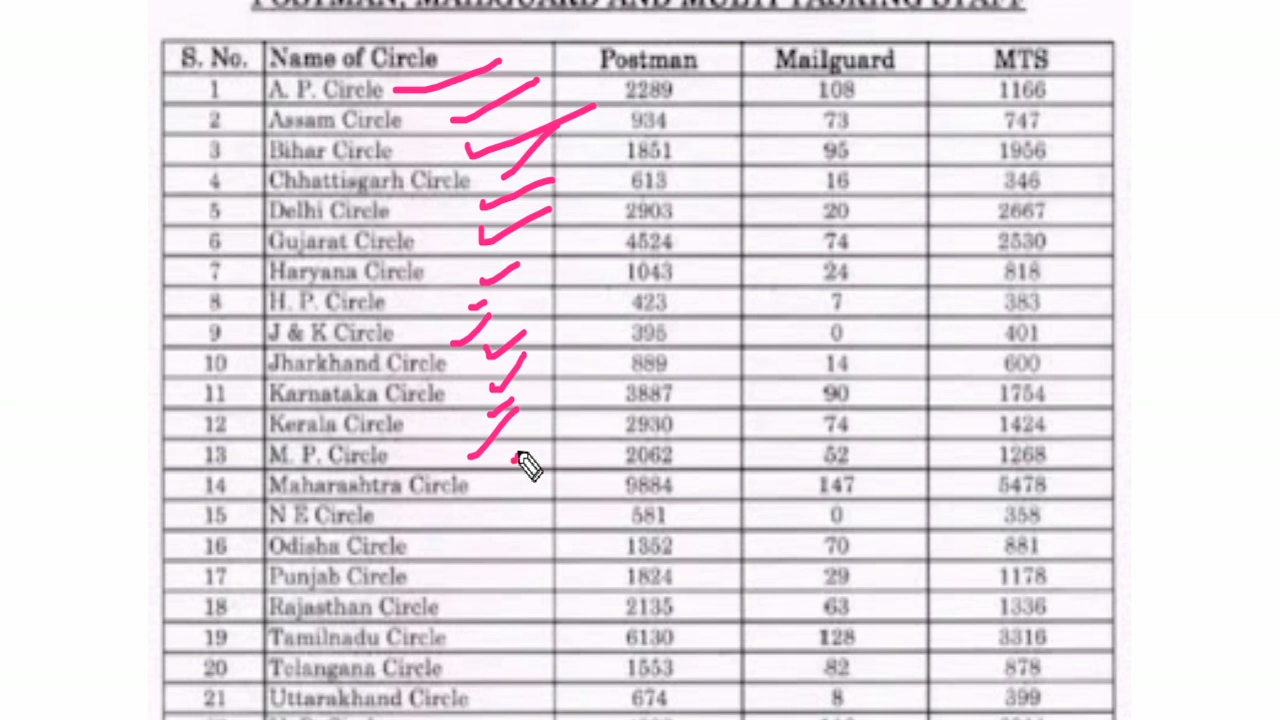 POSTMAN, MAILGUARD AND MULTI TASKING STAFF
S. No. Name of Circle Postman Mailguard MTS
1 A. P. Circle 2289 108 1166
2 Assam Circle 934 73 747
3 Bihar Circle 1851 95 1956
4 Chhattisgarh Circle 613 16 346
5 Delhi Circle 2903 20 2667
6 Gujarat Circle 4524 74 2530
7 Haryana Circle 1043 24 818
8 H. P. Circle 423 7 383
9 J & K Circle 395 0 401
10 Jharkhand Circle 889 14 600
11 Karnataka Circle 3887 90 1754
12 Kerala Circle 2930 74 1424
13 M. P. Circle 2062 52 1268
14 Maharashtra Circle 9884 147 5478
15 N E Circle 581 0 358
16 Odisha Circle 1352 70 881
17 Punjab Circle 1824 29 1178
18 Rajasthan Circle 2135 63 1336
19 Tamilnadu Circle 6130 128 3316
20 Telangana Circle 1553 82 878
21 Uttarakhand Circle 674 8 399